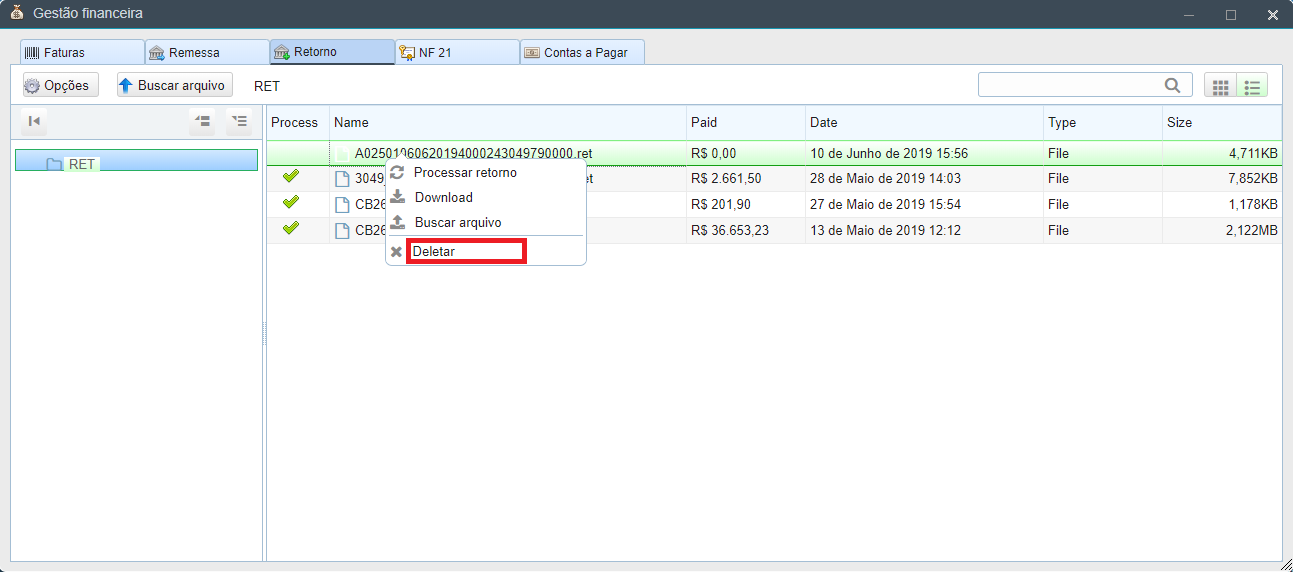 Gestão financeira
Faturas Remessa Retorno NF 21 Contas a Pagar
Opções Buscar arquivo RET
Process Name Paid Date Type Size
RET
A02501060620194000243049790000.ret R$ 0,00 10 de Junho de 2019 15:56 File 4,711KB
Processar retorno
3049 et R$ 2.661,50 28 de Maio de 2019 14:03 File 7,852KB
Download
CB26 R$ 201,90 27 de Maio de 2019 15:54 File 1,178KB
Buscar arquivo
CB26 R$ 36.653,23 13 de Maio de 2019 12:12 File 2,122MB
Deletar